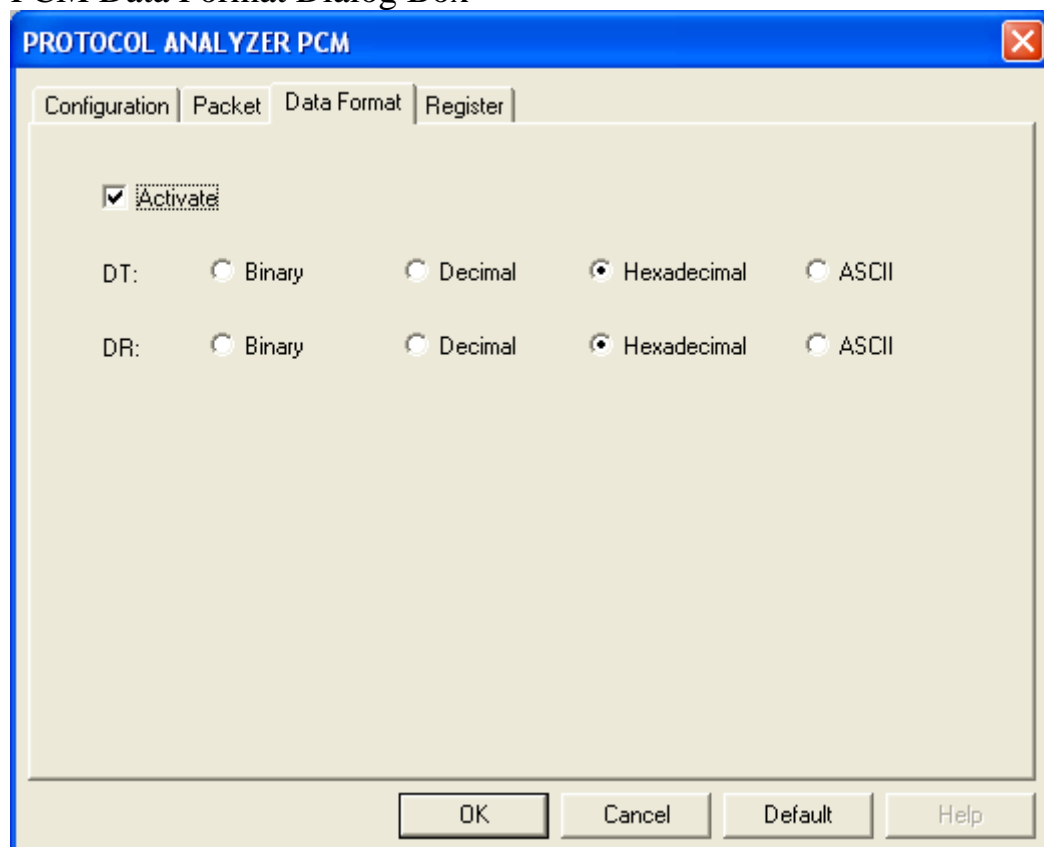 PCM Data Format Dialog Box
PROTOCOL ANALYZER PCM
Configuration Packet Data Format Register
Activate
DT: Binary Decimal Hexadecimal ASCII
DR: Binary Decimal Hexadecimal ASCII
OK Cancel Default Help